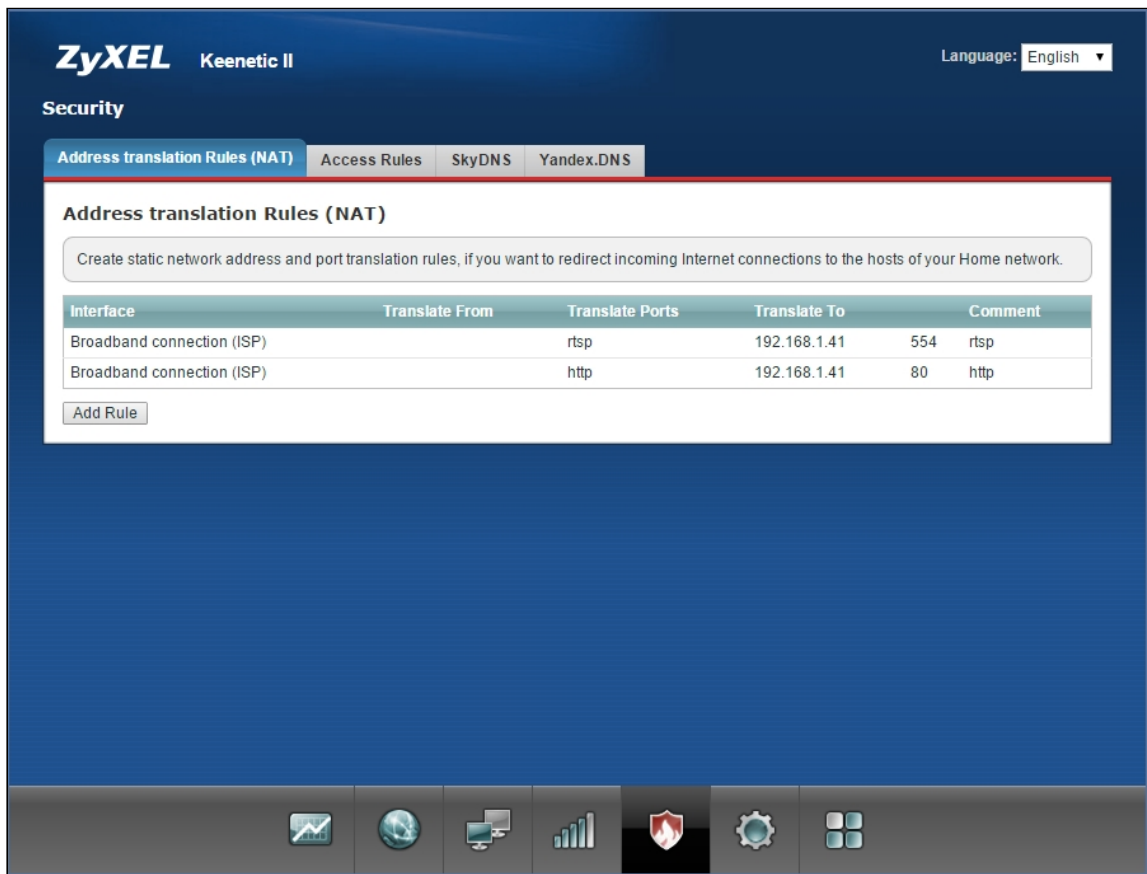 ZyXEL Keenetic II
Language: English
Security
Address translation Rules (NAT) Access Rules SkyDNS Yandex.DNS
Address translation Rules (NAT)
Create static network address and port translation rules, if you want to redirect incoming Internet connections to the hosts of your Home network.
Interface Translate From Translate Ports Translate To Comment
Broadband connection (ISP) rtsp 192.168.1.41 554 rtsp
Broadband connection (ISP) http 192.168.1.41 80 http
Add Rule